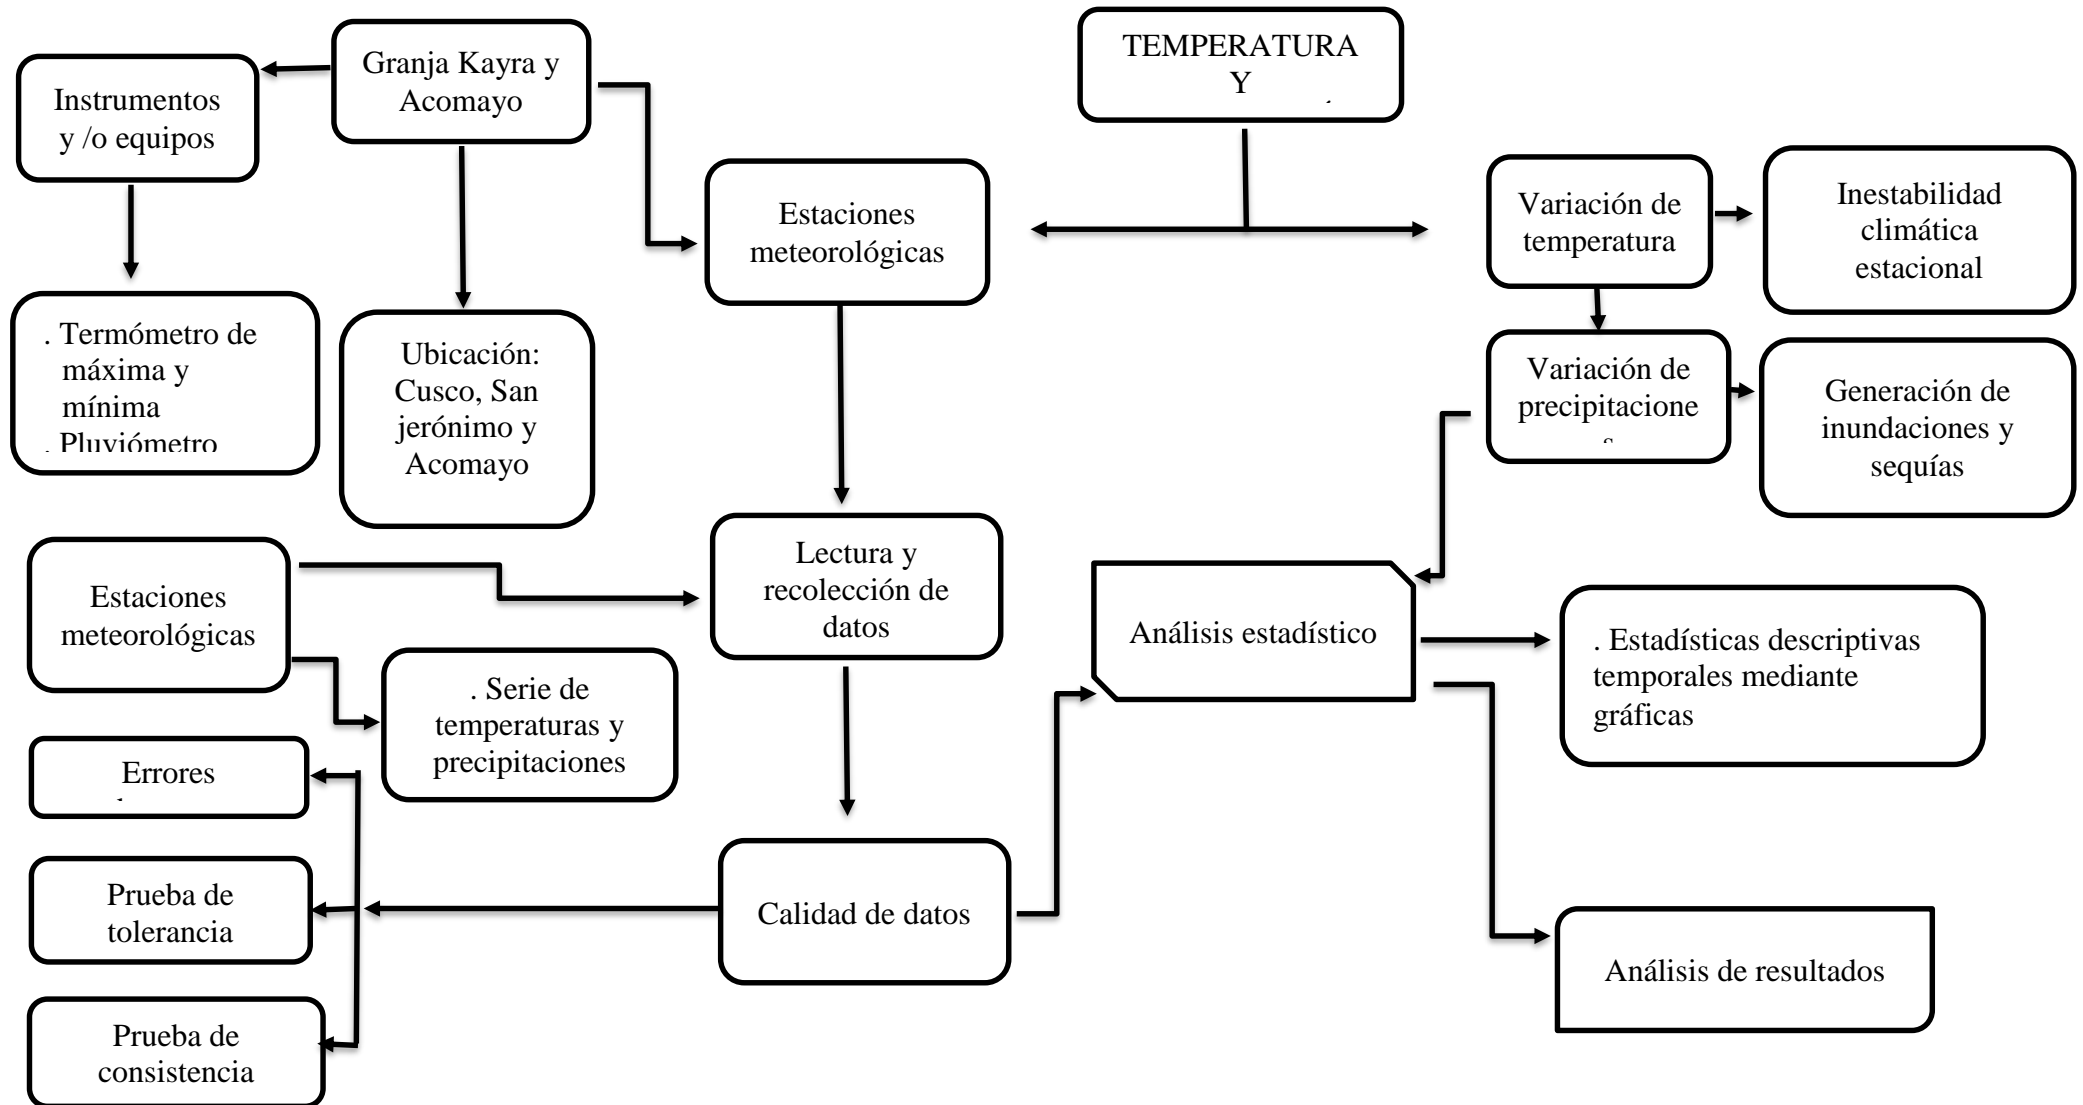 TEMPERATURA
Y
Granja Kayra y
Acomayo
Instrumentos
y /o equipos
Estaciones
meteorológicas
Variación de
temperatura
Inestabilidad
climática
estacional
. Termómetro de
máxima y
mínima
. Pluviómetro
Ubicación:
Cusco, San
jerónimo y
Acomayo
Variación de
precipitacione
s
Generación de
inundaciones y
sequías
Lectura y
recolección de
datos
Estaciones
meteorológicas
Análisis estadístico
. Estadísticas descriptivas
temporales mediante
gráficas
. Serie de
temperaturas y
precipitaciones
Errores
Prueba de
tolerancia
Calidad de datos
Análisis de resultados
Prueba de
consistencia